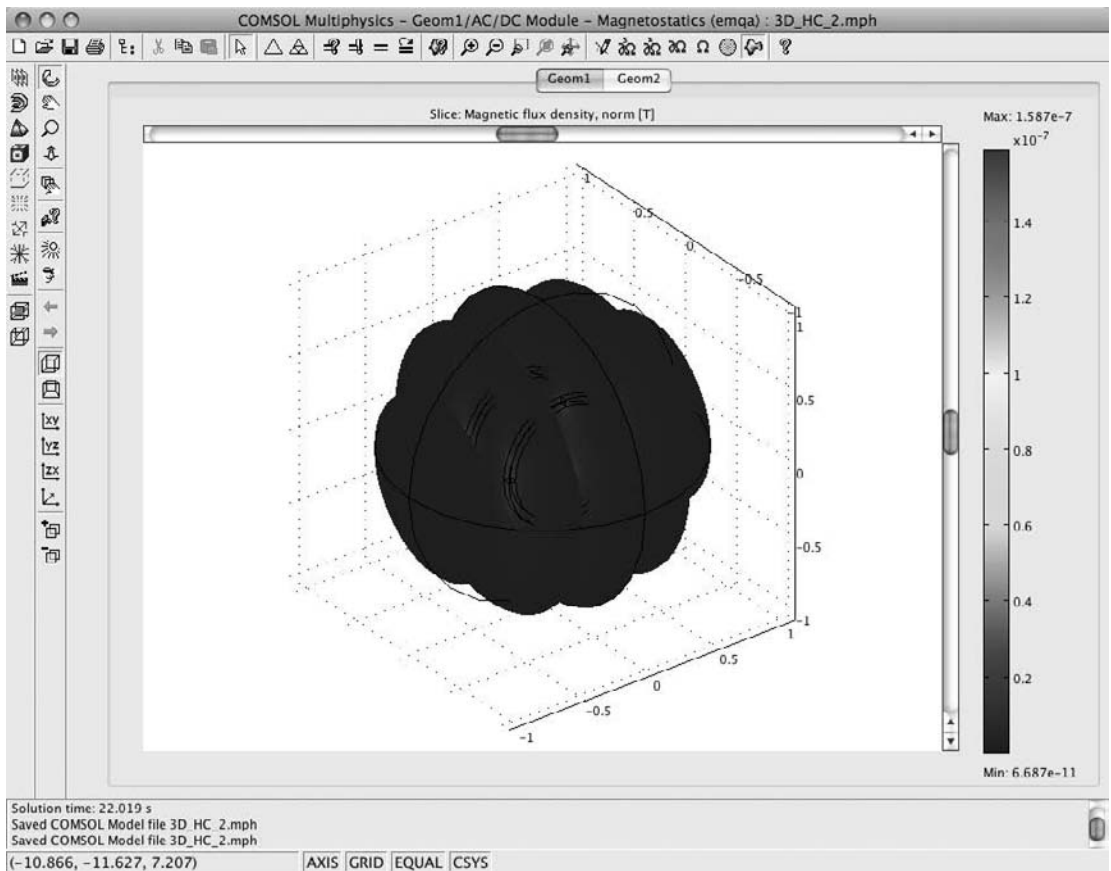 COMSOL Multiphysics - Geom1/AC/DC Module - Magnetostatics (emqa) : 3D_HC_2.mph
Geom1 Geom2
Slice: Magnetic flux density, norm [T]
Max: 1.587e-7
x10-7
1
0.5
0
-0.5
-1
1
0.5
0
-0.5
-1
1
0.5
0
-0.5
-1
1.4
1.2
1
0.8
0.6
0.4
0.2
Min: 6.687e-11
xy
yz
zx
Solution time: 22.019 s
Saved COMSOL Model file 3D_HC_2.mph
Saved COMSOL Model file 3D_HC_2.mph
(-10.866, -11.627, 7.207) AXIS GRID EQUAL CSYS